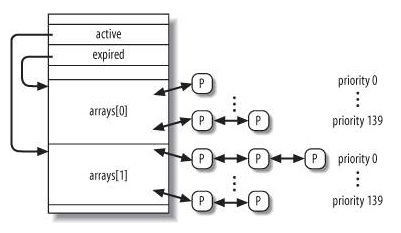 active
expired
P priority 0
arrays[0]
P P priority 139
P P P priority 0
arrays[1]
P P priority 139